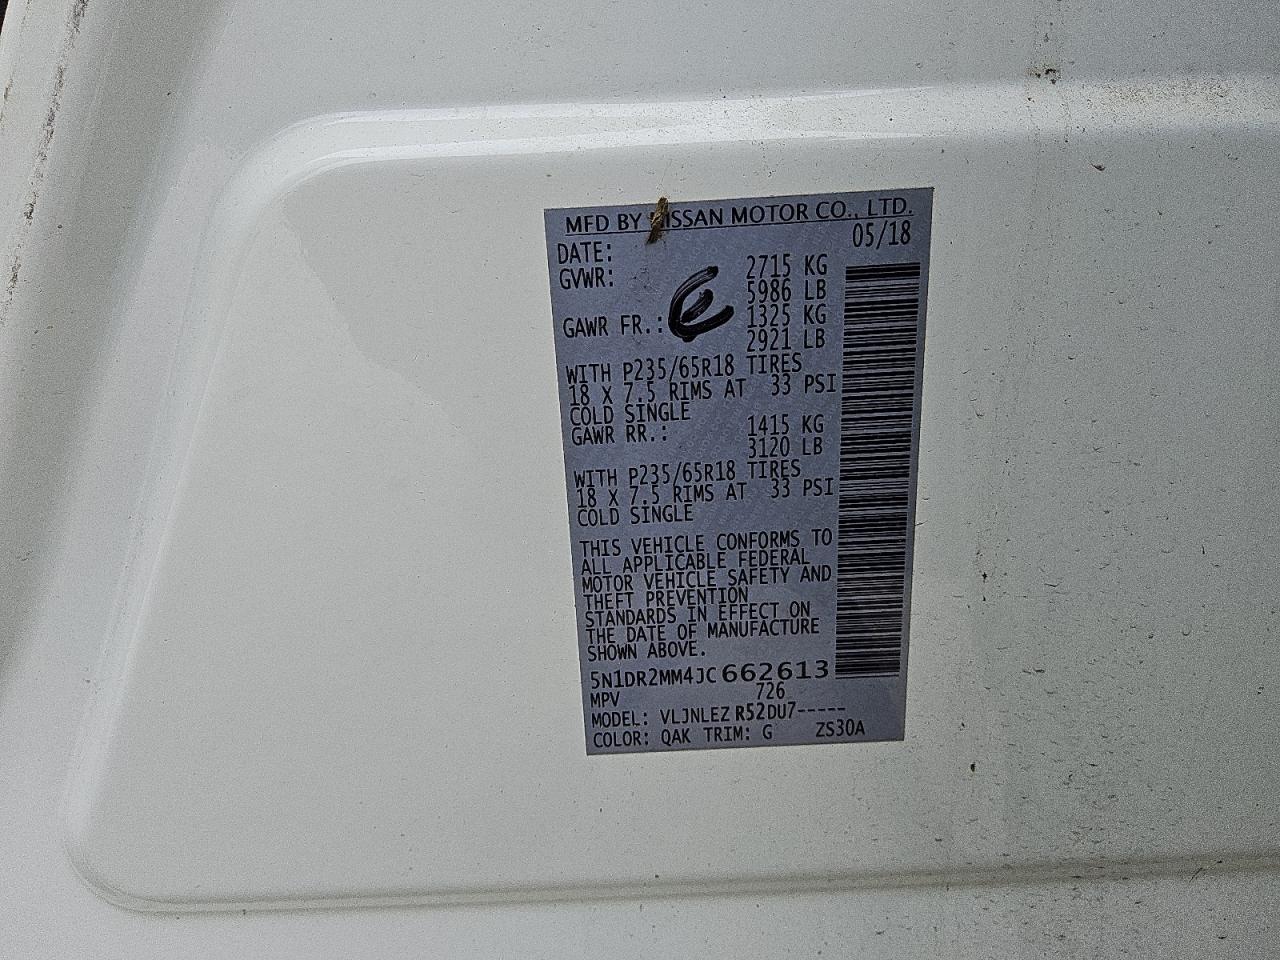 MFD BY NISSAN MOTOR CO., LTD.
DATE: 05/18
GVWR: 2715 KG
5986 LB
GAWR FR.: 1325 KG
2921 LB
WITH P235/65R18 TIRES
18 X 7.5 RIMS AT 33 PSI
COLD SINGLE
GAWR RR.: 1415 KG
3120 LB
WITH P235/65R18 TIRES
18 X 7.5 RIMS AT 33 PSI
COLD SINGLE
THIS VEHICLE CONFORMS TO
ALL APPLICABLE FEDERAL
MOTOR VEHICLE SAFETY AND
THEFT PREVENTION
STANDARDS IN EFFECT ON
THE DATE OF MANUFACTURE
SHOWN ABOVE.
5N1DR2MM4JC662613
MPV 726
MODEL: VLJNLEZ R52DU7-----
COLOR: QAK TRIM: G ZS30A